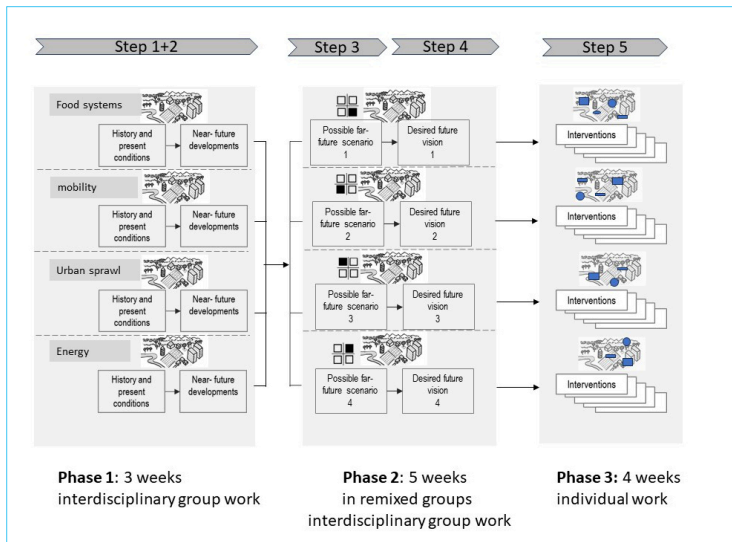 Step 1+2
Step 3
Step 4
Step 5
Food systems
History and
present
conditions
Near- future
developments
mobility
History and
present
conditions
Near- future
developments
Urban sprawl
History and
present
conditions
Near- future
developments
Energy
History and
present
conditions
Near- future
developments
Possible far-
future scenario
1
Desired future
vision
1
Possible far-
future scenario
2
Desired future
vision
2
Possible far-
future scenario
3
Desired future
vision
3
Possible far-
future scenario
4
Desired future
vision
4
Interventions
Interventions
Interventions
Interventions
Phase 1: 3 weeks
interdisciplinary group work
Phase 2: 5 weeks
in remixed groups
interdisciplinary group work
Phase 3: 4 weeks
individual work